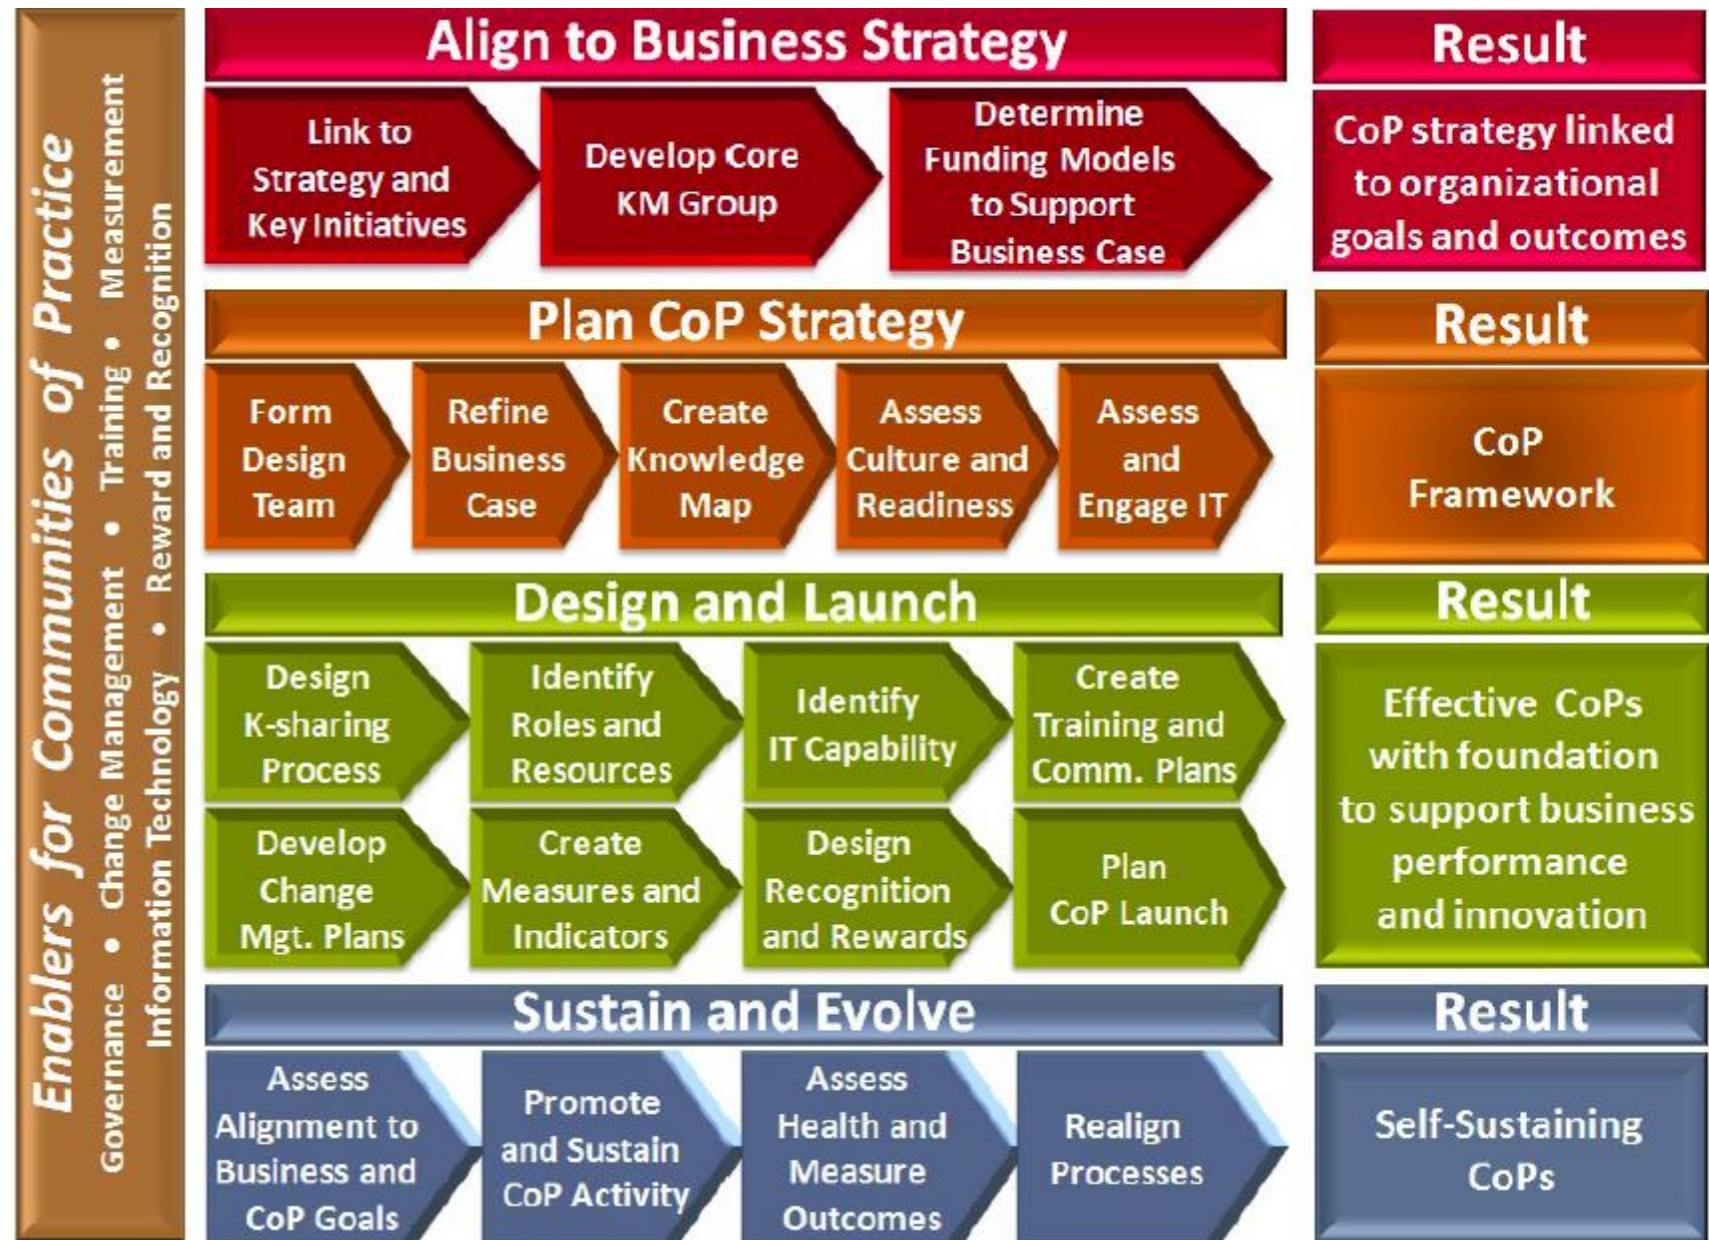 Enablers for Communities of Practice
Governance • Change Management • Training • Measurement
Information Technology • Reward and Recognition
Align to Business Strategy
Link to
Strategy and
Key Initiatives
Develop Core
KM Group
Determine
Funding Models
to Support
Business Case
Result
CoP strategy linked
to organizational
goals and outcomes
Plan CoP Strategy
Form
Design
Team
Refine
Business
Case
Create
Knowledge
Map
Assess
Culture and
Readiness
Assess
and
Engage IT
Result
CoP
Framework
Design and Launch
Design
K-sharing
Process
Identify
Roles and
Resources
Identify
IT Capability
Create
Training and
Comm. Plans
Develop
Change
Mgt. Plans
Create
Measures and
Indicators
Design
Recognition
and Rewards
Plan
CoP Launch
Result
Effective CoPs
with foundation
to support business
performance
and innovation
Sustain and Evolve
Assess
Alignment to
Business and
CoP Goals
Promote
and Sustain
CoP Activity
Assess
Health and
Measure
Outcomes
Realign
Processes
Result
Self-Sustaining
CoPs